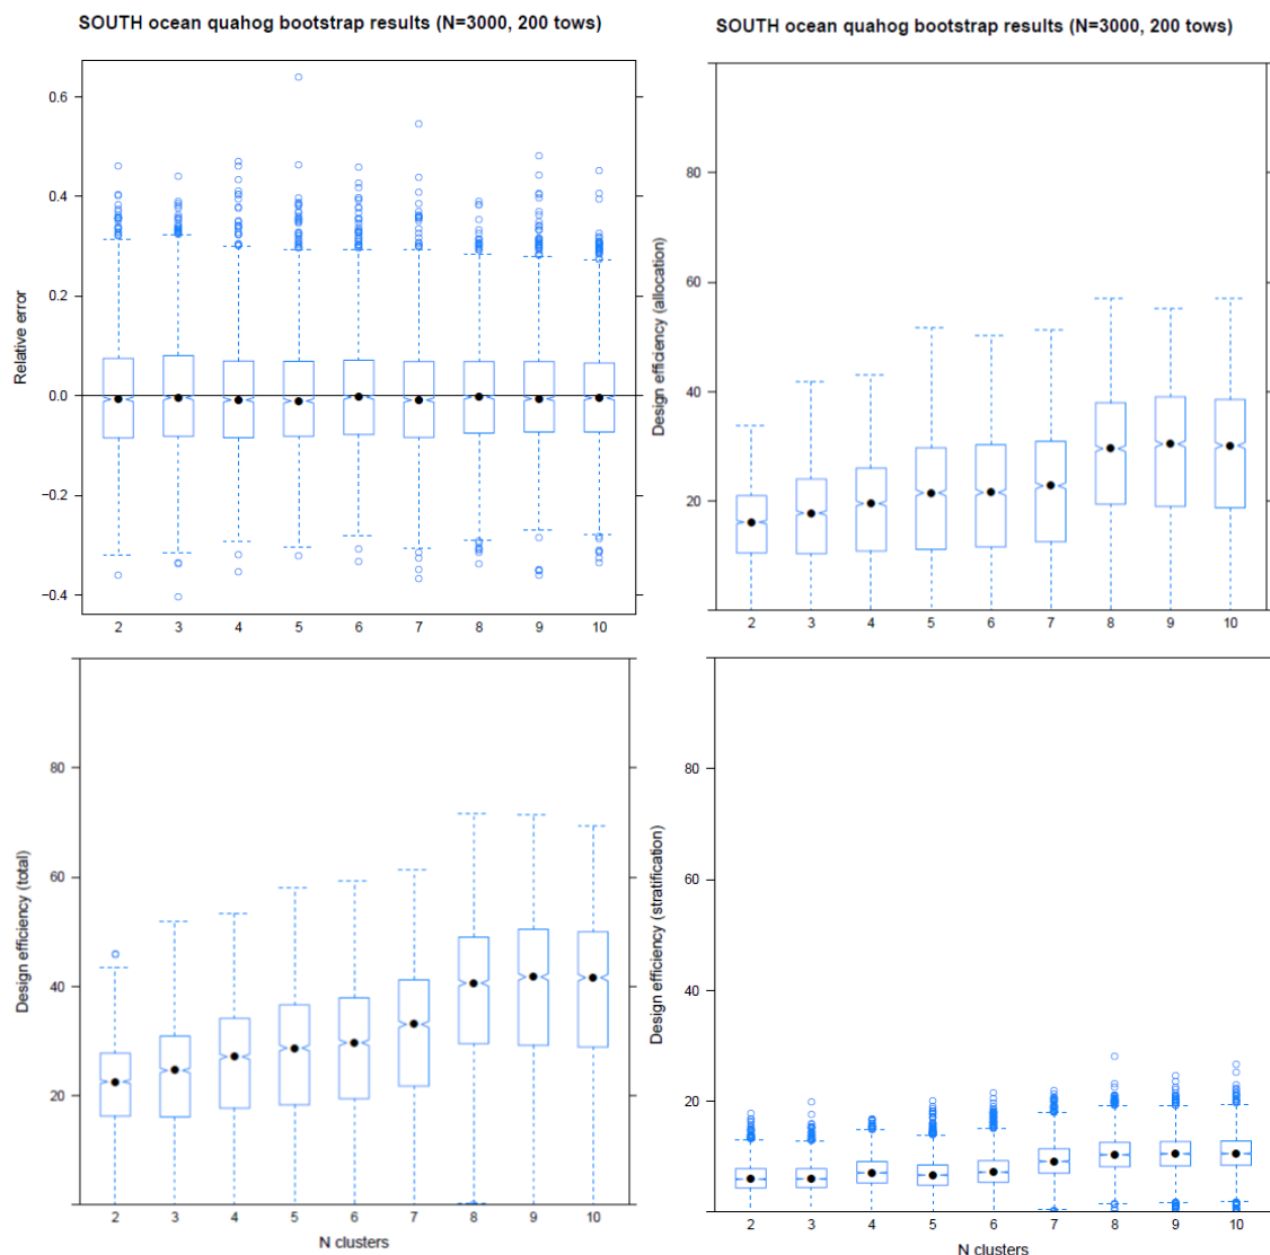 SOUTH ocean quahog bootstrap results (N=3000, 200 tows)
Relative error
0.6
0.4
0.2
0.0
−0.2
−0.4
2 3 4 5 6 7 8 9 10
SOUTH ocean quahog bootstrap results (N=3000, 200 tows)
Design efficiency (allocation)
80
60
40
20
2 3 4 5 6 7 8 9 10
Design efficiency (total)
80
60
40
20
2 3 4 5 6 7 8 9 10
N clusters
Design efficiency (stratification)
80
60
40
20
2 3 4 5 6 7 8 9 10
N clusters